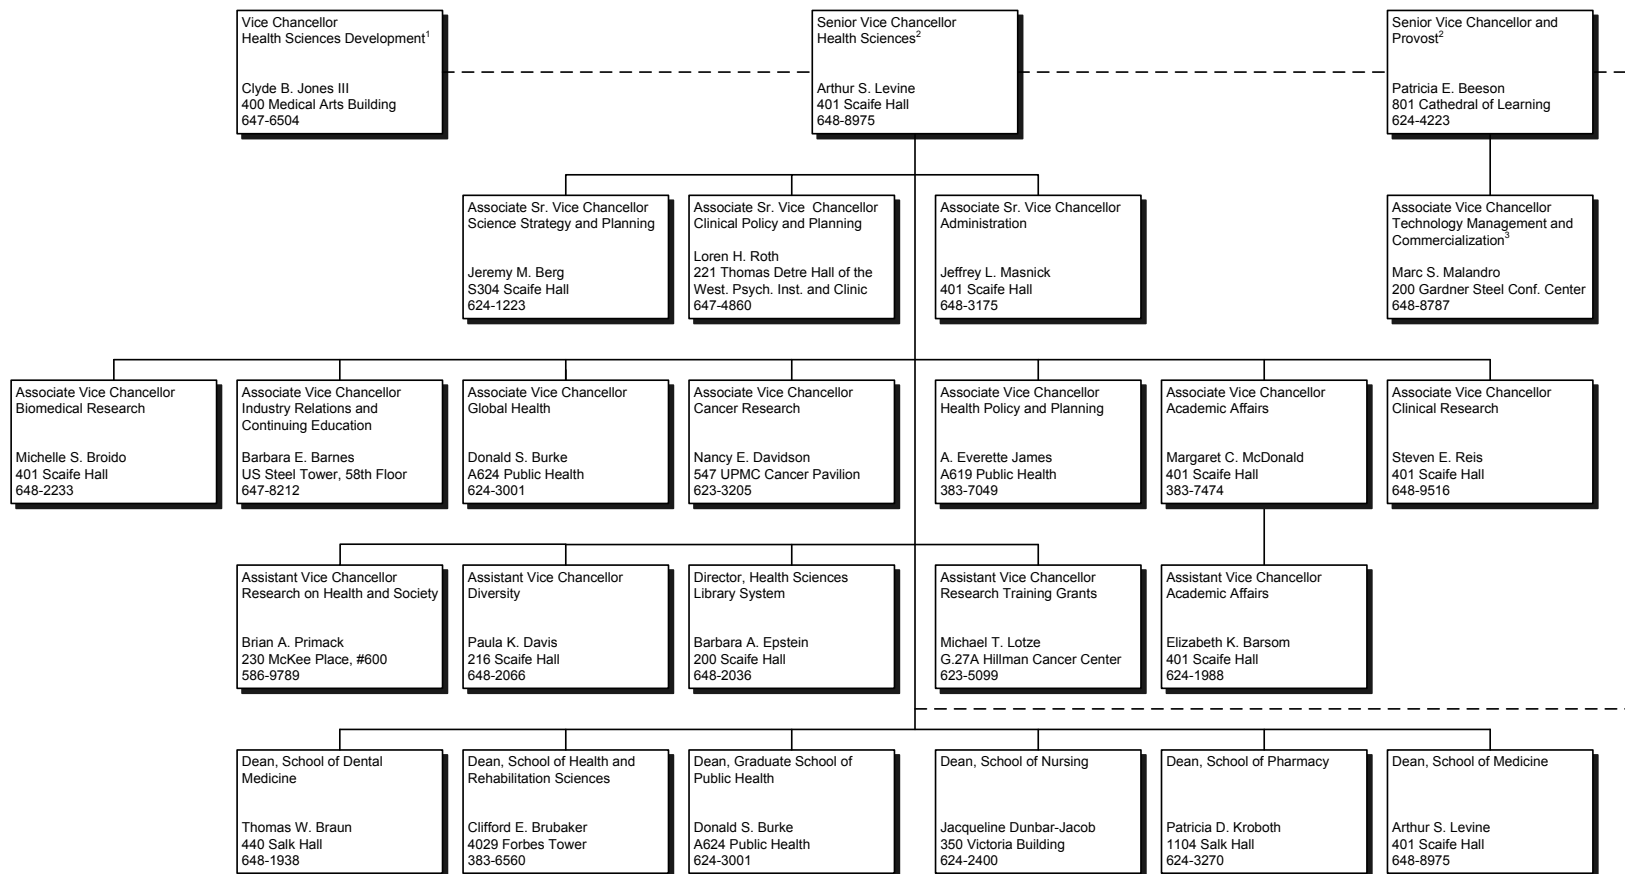 Vice Chancellor
Health Sciences Development¹
Clyde B. Jones III
400 Medical Arts Building
647-6504
Senior Vice Chancellor
Health Sciences²
Arthur S. Levine
401 Scaife Hall
648-8975
Senior Vice Chancellor and
Provost²
Patricia E. Beeson
801 Cathedral of Learning
624-4223
Associate Sr. Vice Chancellor
Science Strategy and Planning
Jeremy M. Berg
S304 Scaife Hall
624-1223
Associate Sr. Vice Chancellor
Clinical Policy and Planning
Loren H. Roth
221 Thomas Detre Hall of the
West. Psych. Inst. and Clinic
647-4860
Associate Sr. Vice Chancellor
Administration
Jeffrey L. Masnick
401 Scaife Hall
648-3175
Associate Vice Chancellor
Technology Management and
Commercialization³
Marc S. Malandro
200 Gardner Steel Conf. Center
648-8787
Associate Vice Chancellor
Biomedical Research
Michelle S. Broido
401 Scaife Hall
648-2233
Associate Vice Chancellor
Industry Relations and
Continuing Education
Barbara E. Barnes
US Steel Tower, 58th Floor
647-8212
Associate Vice Chancellor
Global Health
Donald S. Burke
A624 Public Health
624-3001
Associate Vice Chancellor
Cancer Research
Nancy E. Davidson
547 UPMC Cancer Pavilion
623-3205
Associate Vice Chancellor
Health Policy and Planning
A. Everette James
A619 Public Health
383-7049
Associate Vice Chancellor
Academic Affairs
Margaret C. McDonald
401 Scaife Hall
383-7474
Associate Vice Chancellor
Clinical Research
Steven E. Reis
401 Scaife Hall
648-9516
Assistant Vice Chancellor
Research on Health and Society
Brian A. Primack
230 McKee Place, #600
586-9789
Assistant Vice Chancellor
Diversity
Paula K. Davis
216 Scaife Hall
648-2066
Director, Health Sciences
Library System
Barbara A. Epstein
200 Scaife Hall
648-2036
Assistant Vice Chancellor
Research Training Grants
Michael T. Lotze
G.27A Hillman Cancer Center
623-5099
Assistant Vice Chancellor
Academic Affairs
Elizabeth K. Barsom
401 Scaife Hall
624-1988
Dean, School of Dental
Medicine
Thomas W. Braun
440 Salk Hall
648-1938
Dean, School of Health and
Rehabilitation Sciences
Clifford E. Brubaker
4029 Forbes Tower
383-6560
Dean, Graduate School of
Public Health
Donald S. Burke
A624 Public Health
624-3001
Dean, School of Nursing
Jacqueline Dunbar-Jacob
350 Victoria Building
624-2400
Dean, School of Pharmacy
Patricia D. Kroboth
1104 Salk Hall
624-3270
Dean, School of Medicine
Arthur S. Levine
401 Scaife Hall
648-8975